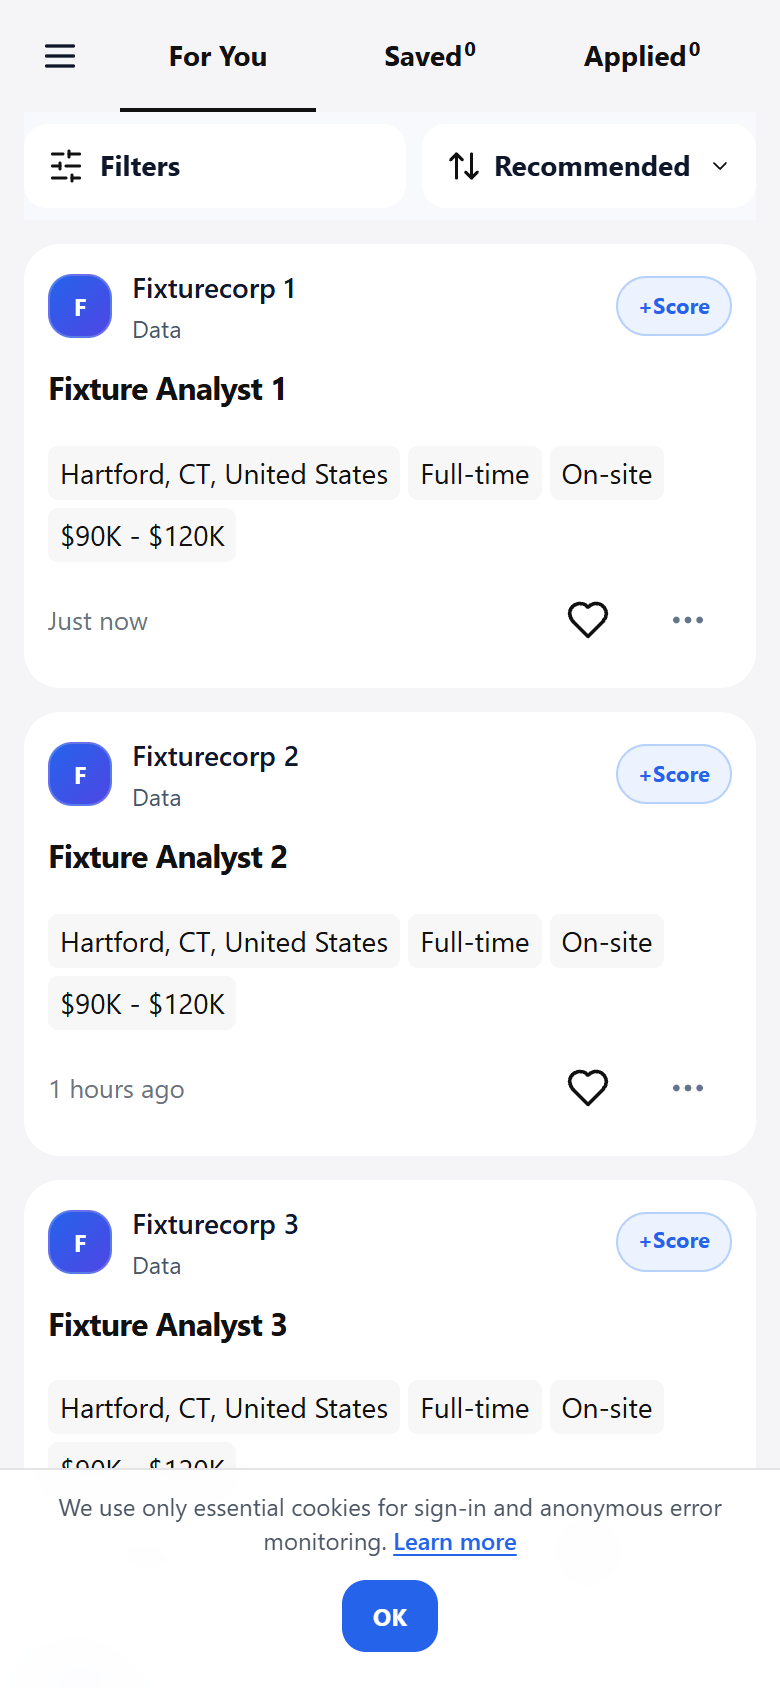 For You
Saved0
Applied0
Filters
Recommended
F
Fixturecorp 1
Data
+Score
Fixture Analyst 1
Hartford, CT, United States
Full-time
On-site
$90K - $120K
Just now
F
Fixturecorp 2
Data
+Score
Fixture Analyst 2
Hartford, CT, United States
Full-time
On-site
$90K - $120K
1 hours ago
F
Fixturecorp 3
Data
+Score
Fixture Analyst 3
Hartford, CT, United States
Full-time
On-site
$90K - $120K
We use only essential cookies for sign-in and anonymous error
monitoring. Learn more
OK